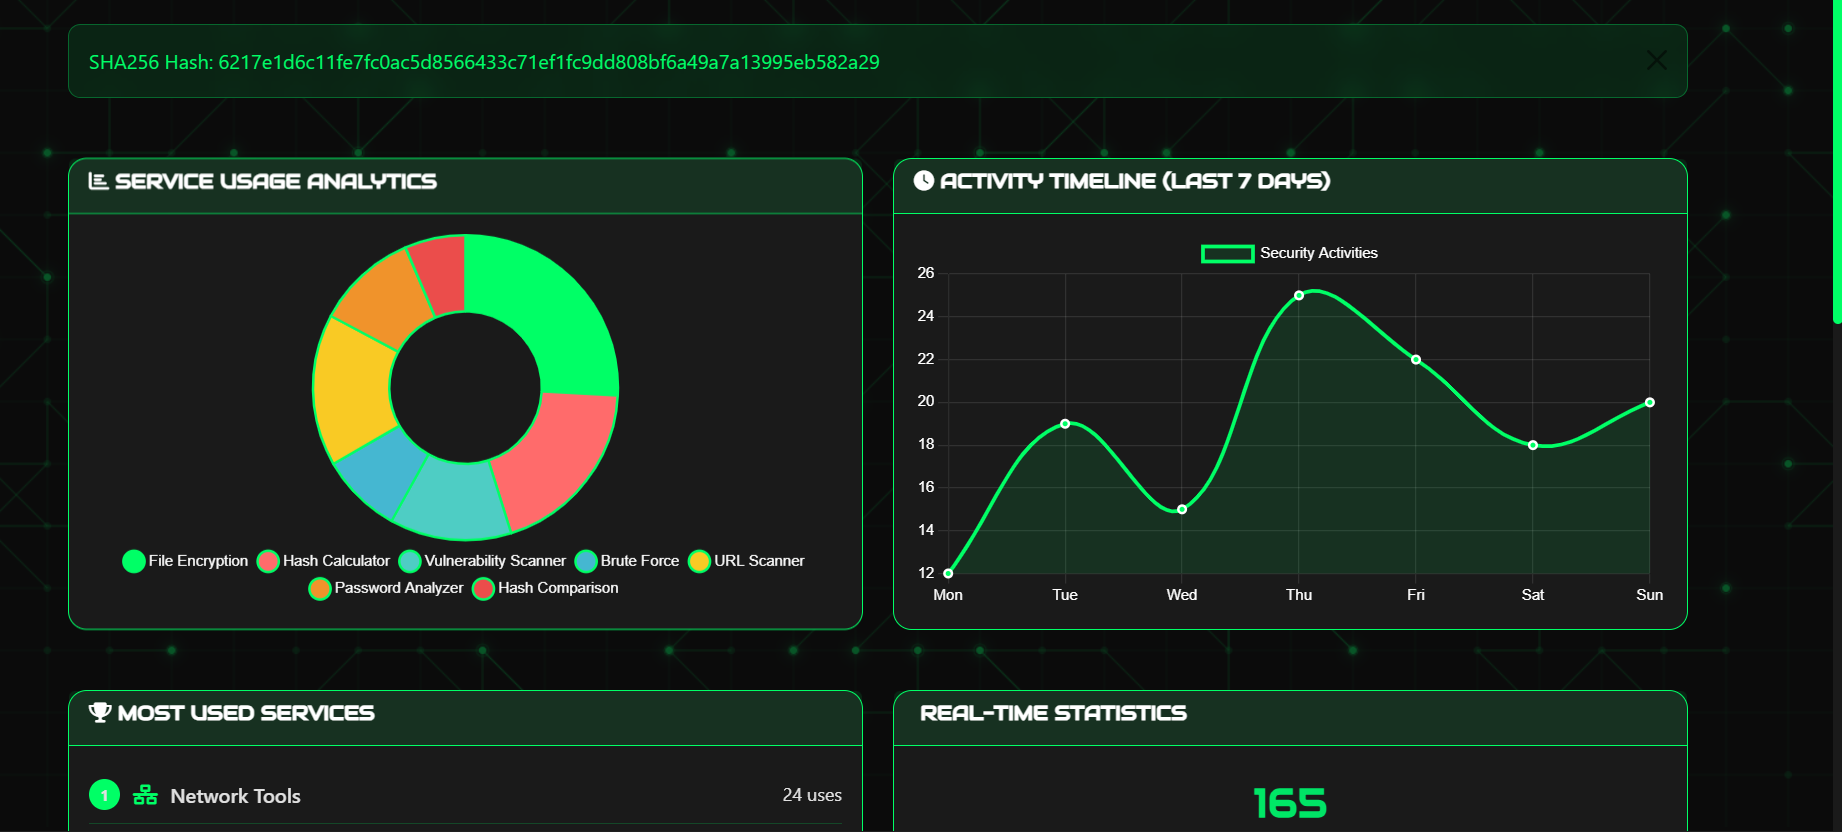 SHA256 Hash: 6217e1d6c11fe7fc0ac5d8566433c71ef1fc9dd808bf6a49a7a13995eb582a29
SERVICE USAGE ANALYTICS
File Encryption
Hash Calculator
Vulnerability Scanner
Brute Force
URL Scanner
Password Analyzer
Hash Comparison
ACTIVITY TIMELINE (LAST 7 DAYS)
Security Activities
26
24
22
20
18
16
14
12
Mon
Tue
Wed
Thu
Fri
Sat
Sun
MOST USED SERVICES
1
Network Tools
24 uses
REAL-TIME STATISTICS
165